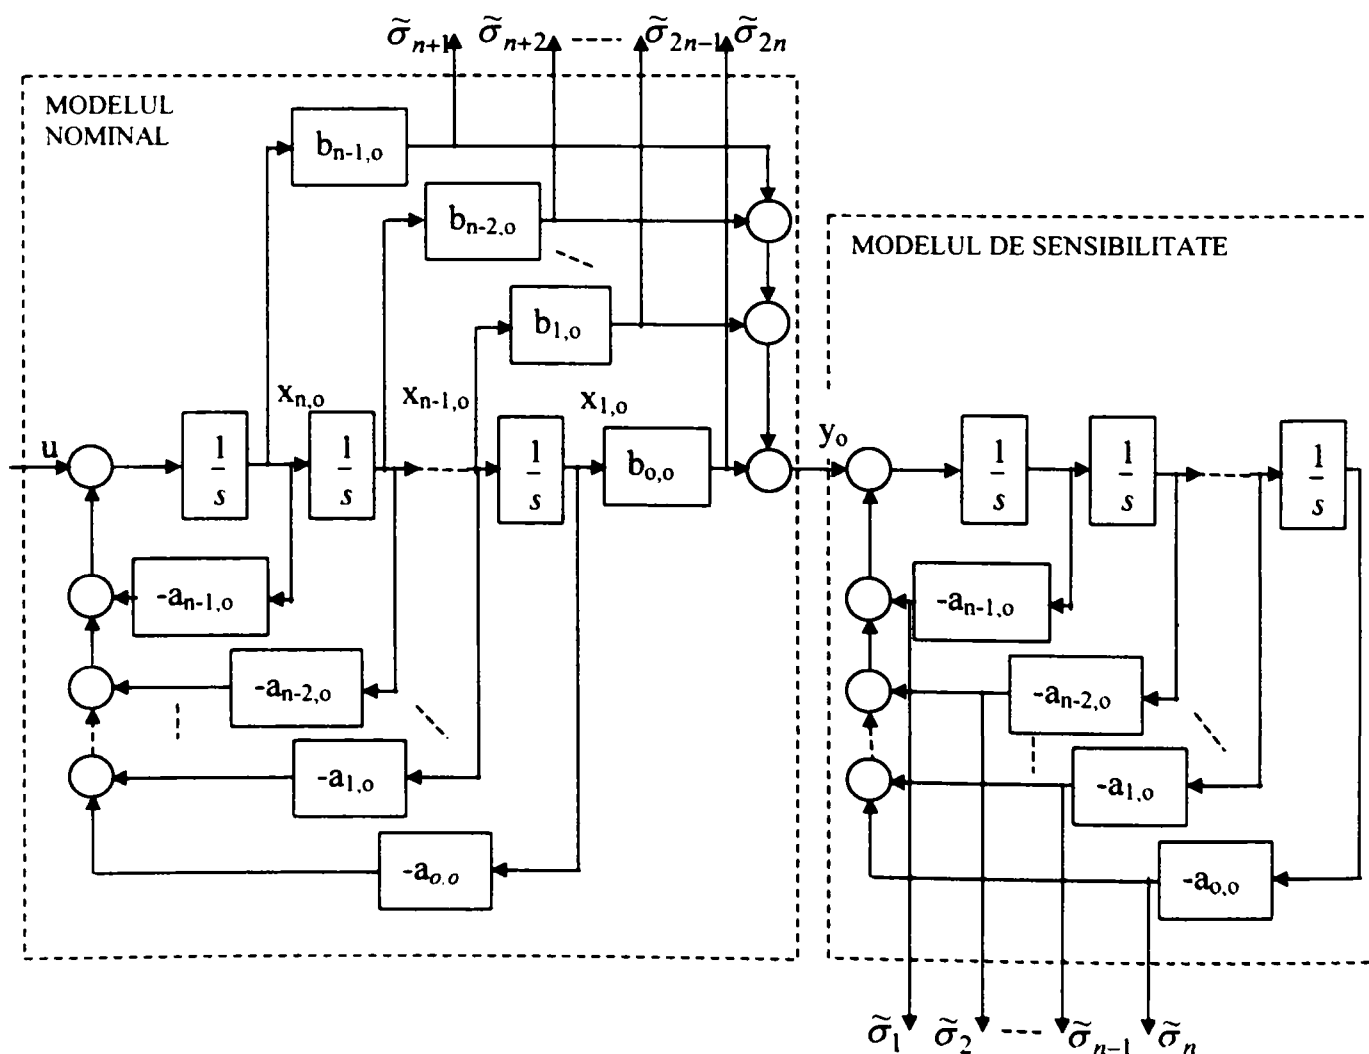 σ̃n+1 σ̃n+2 ---- σ̃2n−1 σ̃2n
MODELUL
NOMINAL
bn-1,o
bn-2,o
b1,o
MODELUL DE SENSIBILITATE
xn,o xn-1,o x1,o
u 1/s 1/s 1/s bo,o yo 1/s 1/s 1/s
-an-1,o -an-1,o
-an-2,o -an-2,o
-a1,o -a1,o
-ao.o -ao,o
σ̃1 σ̃2 ---- σ̃n−1 σ̃n